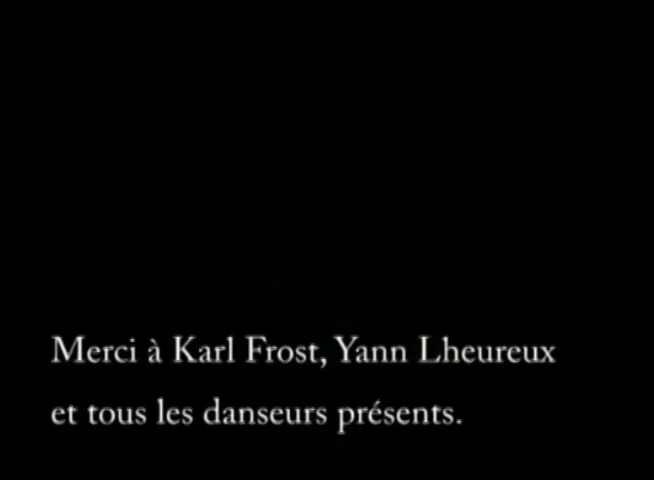 Merci à Karl Frost, Yann Lheureux
et tous les danseurs présents.